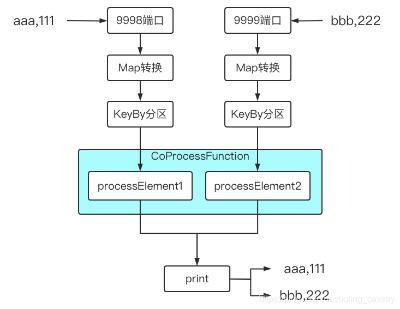 aaa,111
9998端口
9999端口
bbb,222
Map转换
Map转换
KeyBy分区
KeyBy分区
CoProcessFunction
processElement1
processElement2
print
aaa,111
bbb,222